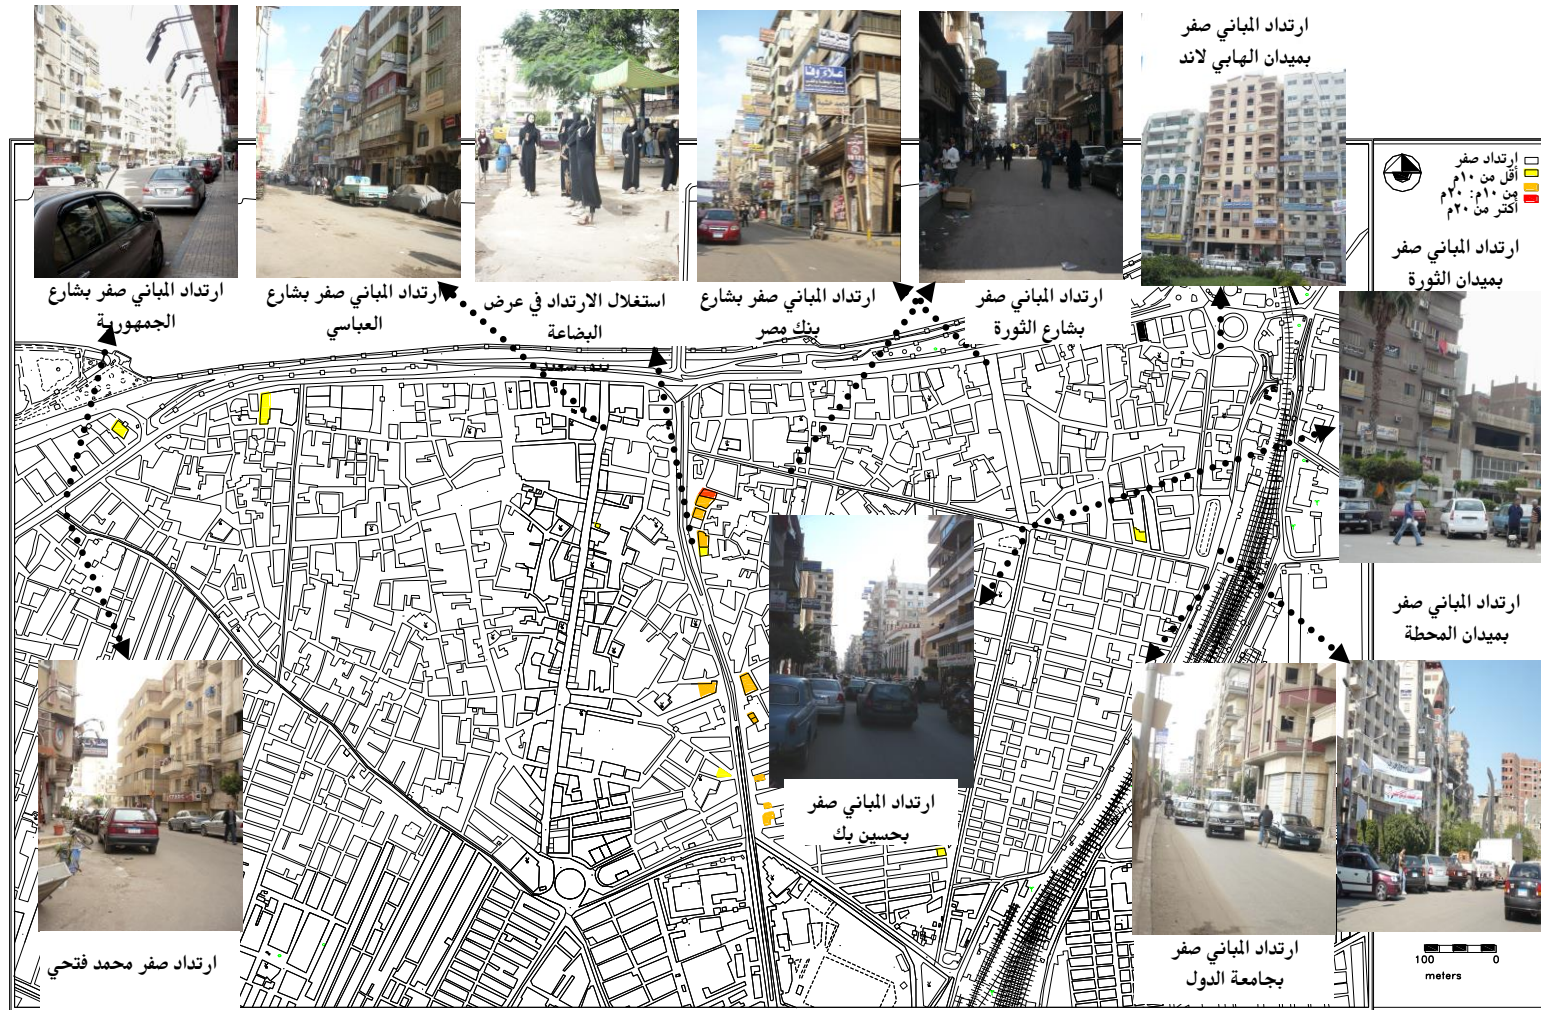 ارتداد المباني صفر
بميدان الهابي لاند
ارتداد صفر
أقل من ١٠م
من ١٠م: ٢٠م
أكتر من ٢٠م
ارتداد المباني صفر
بميدان الثورة
ارتداد المباني صفر بشارع
الجمهورية
ارتداد المباني صفر بشارع
العباسي
استغلال الارتداد في عرض
البضاعة
ارتداد المباني صفر بشارع
بنك مصر
ارتداد المباني صفر
بشارع الثورة
علاء وفا
ارتداد المباني صفر
بميدان المحطة
ارتداد المباني صفر
بحسين بك
ارتداد المباني صفر
بجامعة الدول
ارتداد صفر محمد فتحي
100 0
meters